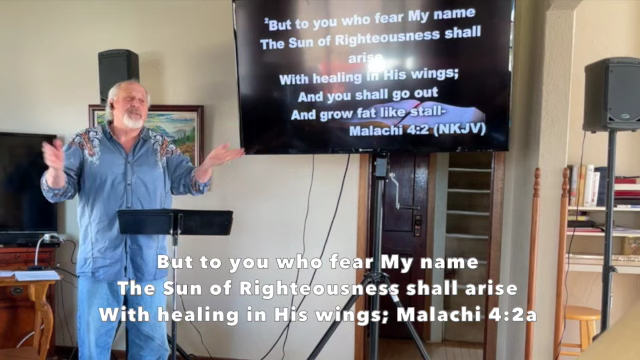 ²But to you who fear My name
The Sun of Righteousness shall
arise
With healing in His wings;
And you shall go out
And grow fat like stall-
Malachi 4:2 (NKJV)
But to you who fear My name
The Sun of Righteousness shall arise
With healing in His wings; Malachi 4:2a